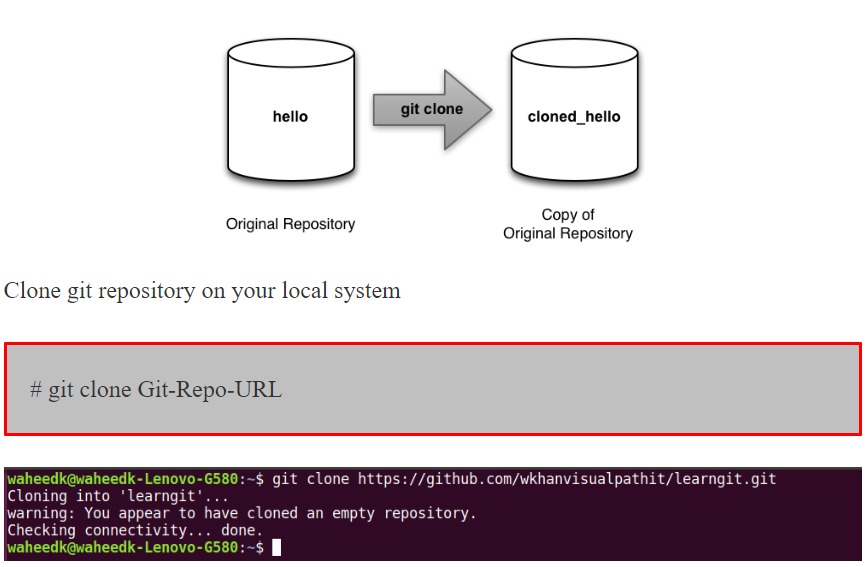 hello
git clone
cloned_hello
Original Repository
Copy of
Original Repository
Clone git repository on your local system
# git clone Git-Repo-URL
waheedk@waheedk-Lenovo-G580:~$ git clone https://github.com/wkhanvisualpathit/learngit.git
Cloning into 'learngit'...
warning: You appear to have cloned an empty repository.
Checking connectivity... done.
waheedk@waheedk-Lenovo-G580:~$